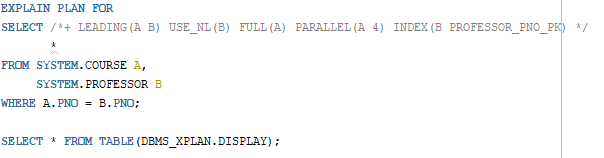 EXPLAIN PLAN FOR
SELECT /*+ LEADING(A B) USE_NL(B) FULL(A) PARALLEL(A 4) INDEX(B PROFESSOR_PNO_PK) */
*
FROM SYSTEM.COURSE A,
SYSTEM.PROFESSOR B
WHERE A.PNO = B.PNO;
SELECT * FROM TABLE(DBMS_XPLAN.DISPLAY);